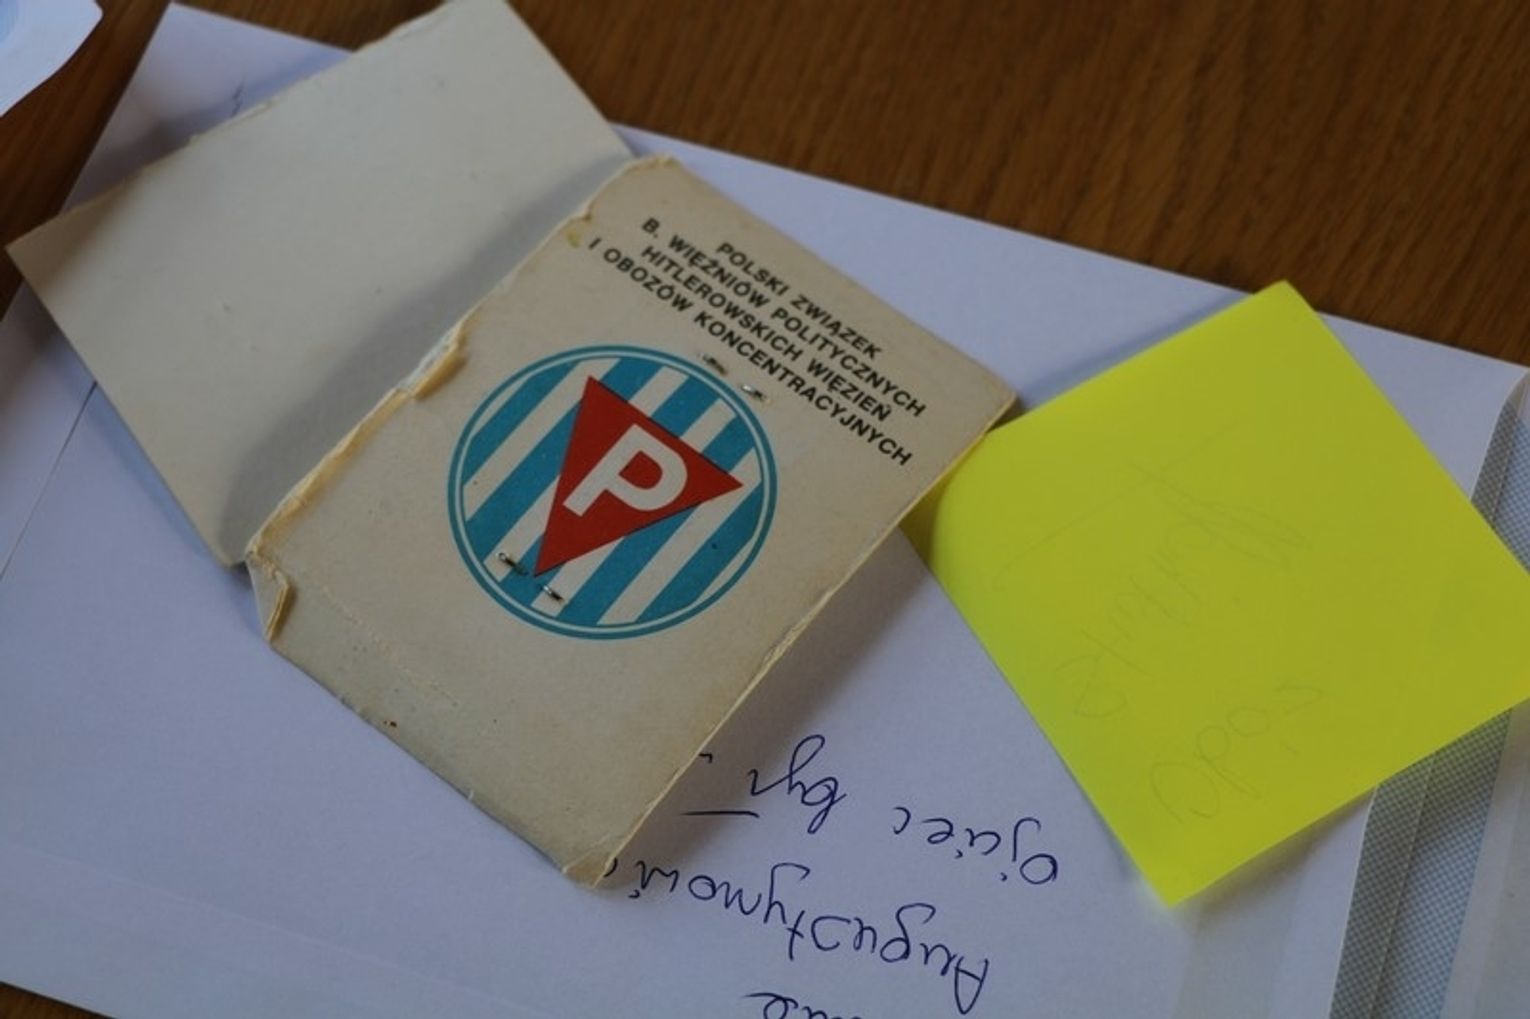 POLSKI ZWIĄZEK
B. WIĘŹNIÓW POLITYCZNYCH
HITLEROWSKICH WIĘZIEŃ
I OBOZÓW KONCENTRACYJNYCH
P
Augustynowi
ojciec był